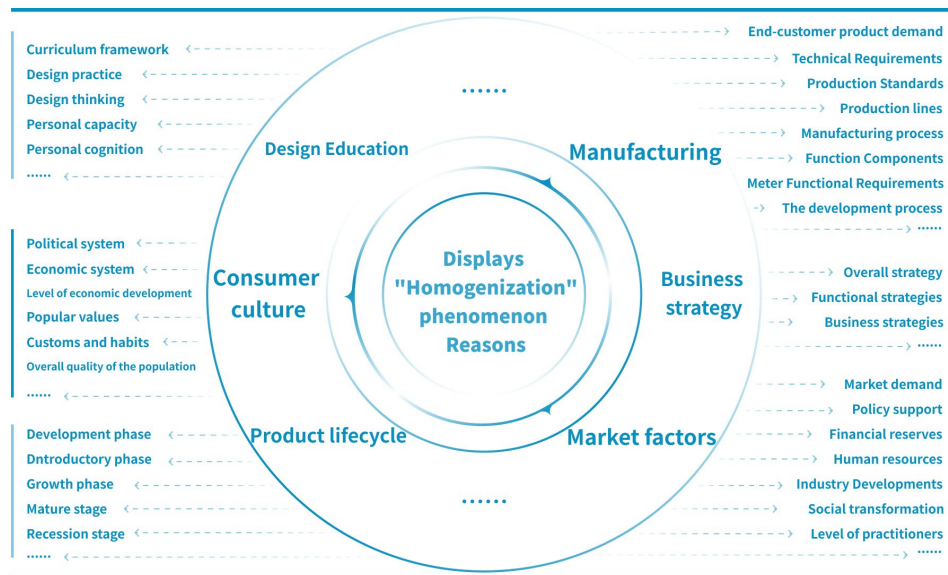 Curriculum framework
Design practice
Design thinking
Personal capacity
Personal cognition
......
Political system
Economic system
Level of economic development
Popular values
Customs and habits
Overall quality of the population
......
Development phase
Dntroductory phase
Growth phase
Mature stage
Recession stage
......
......
Design Education
Manufacturing
Consumer
culture
Displays
"Homogenization"
phenomenon
Reasons
Business
strategy
Product lifecycle
Market factors
......
End-customer product demand
Technical Requirements
Production Standards
Production lines
Manufacturing process
Function Components
Meter Functional Requirements
The development process
......
Overall strategy
Functional strategies
Business strategies
......
Market demand
Policy support
Financial reserves
Human resources
Industry Developments
Social transformation
Level of practitioners
......